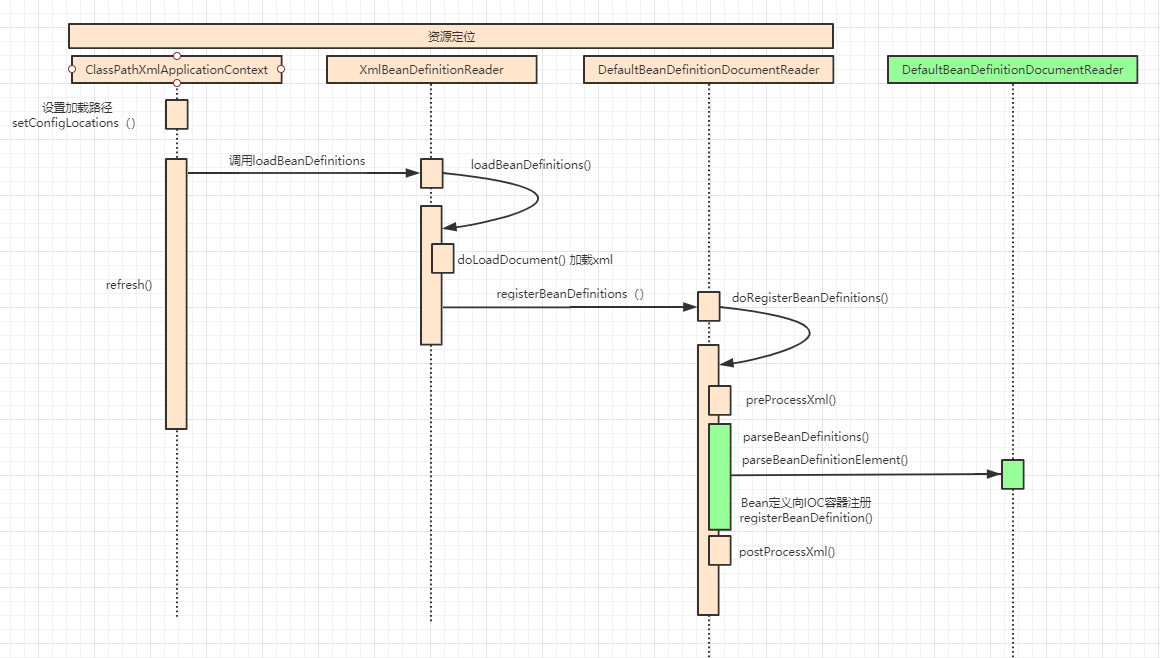 资源定位
ClassPathXmlApplicationContext
XmlBeanDefinitionReader
DefaultBeanDefinitionDocumentReader
DefaultBeanDefinitionDocumentReader
设置加载路径
setConfigLocations（）
调用loadBeanDefinitions
loadBeanDefinitions()
doLoadDocument() 加载xml
refresh()
registerBeanDefinitions（）
doRegisterBeanDefinitions()
preProcessXml()
parseBeanDefinitions()
parseBeanDefinitionElement()
Bean定义向IOC容器注册
registerBeanDefinition()
postProcessXml()